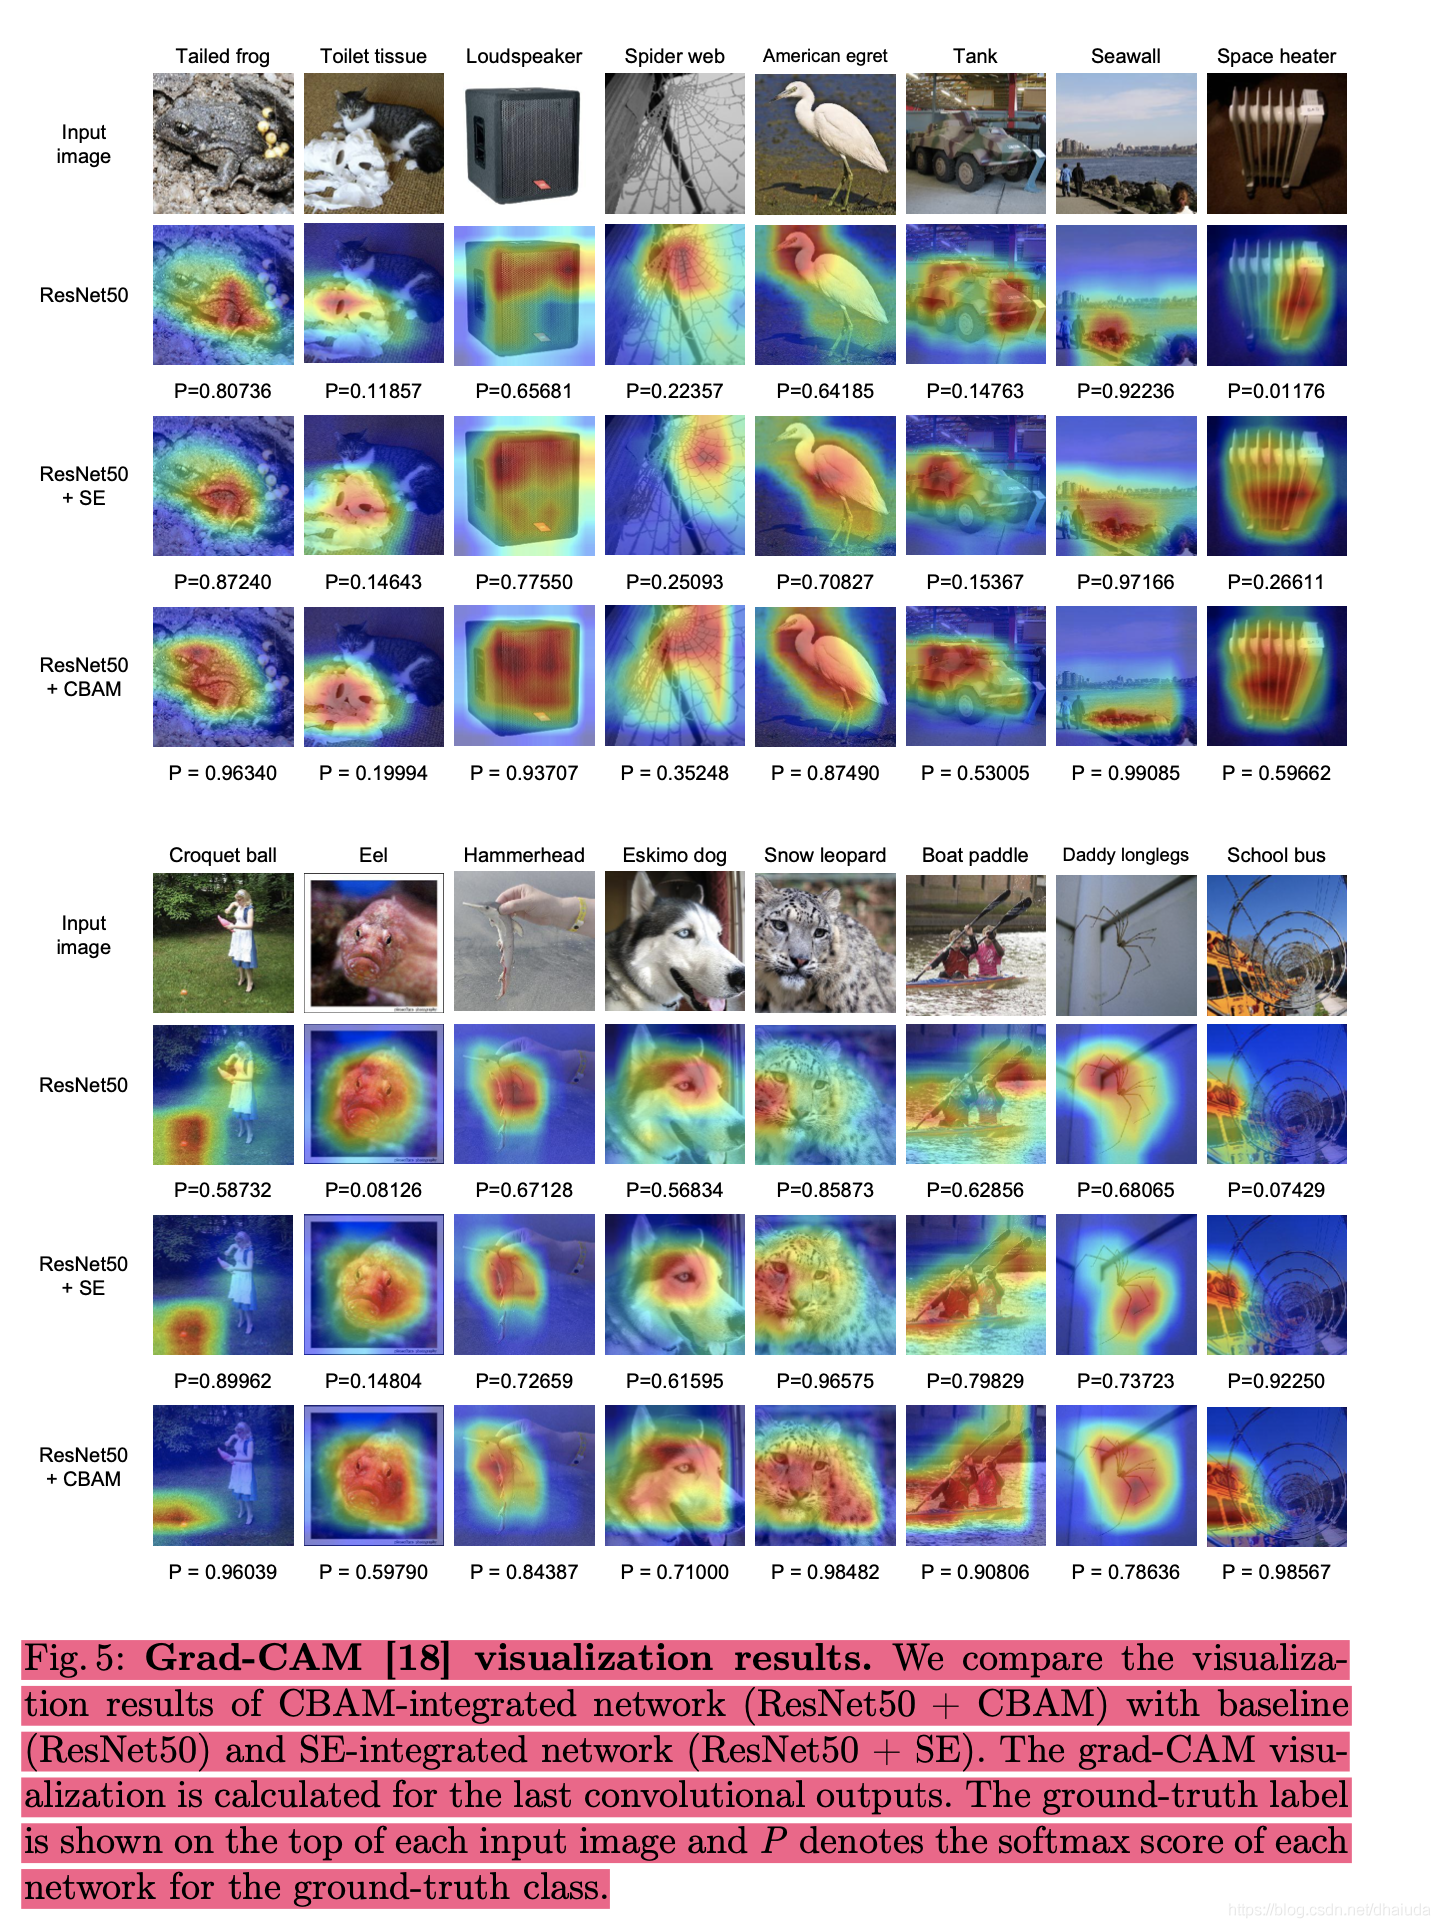 Tailed frog Toilet tissue Loudspeaker Spider web American egret Tank Seawall Space heater
Input
image
ResNet50
P=0.80736 P=0.11857 P=0.65681 P=0.22357 P=0.64185 P=0.14763 P=0.92236 P=0.01176
ResNet50
+ SE
P=0.87240 P=0.14643 P=0.77550 P=0.25093 P=0.70827 P=0.15367 P=0.97166 P=0.26611
ResNet50
+ CBAM
P = 0.96340 P = 0.19994 P = 0.93707 P = 0.35248 P = 0.87490 P = 0.53005 P = 0.99085 P = 0.59662
Croquet ball Eel Hammerhead Eskimo dog Snow leopard Boat paddle Daddy longlegs School bus
Input
image
ResNet50
P=0.58732 P=0.08126 P=0.67128 P=0.56834 P=0.85873 P=0.62856 P=0.68065 P=0.07429
ResNet50
+ SE
P=0.89962 P=0.14804 P=0.72659 P=0.61595 P=0.96575 P=0.79829 P=0.73723 P=0.92250
ResNet50
+ CBAM
P = 0.96039 P = 0.59790 P = 0.84387 P = 0.71000 P = 0.98482 P = 0.90806 P = 0.78636 P = 0.98567
Fig. 5: Grad-CAM [18] visualization results. We compare the visualiza-
tion results of CBAM-integrated network (ResNet50 + CBAM) with baseline
(ResNet50) and SE-integrated network (ResNet50 + SE). The grad-CAM visu-
alization is calculated for the last convolutional outputs. The ground-truth label
is shown on the top of each input image and P denotes the softmax score of each
network for the ground-truth class.
https://blog.csdn.net/dhaiuda